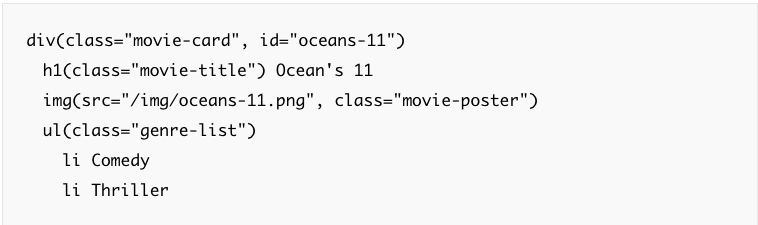 div(class="movie-card", id="oceans-11")
  h1(class="movie-title") Ocean's 11
  img(src="/img/oceans-11.png", class="movie-poster")
  ul(class="genre-list")
    li Comedy
    li Thriller